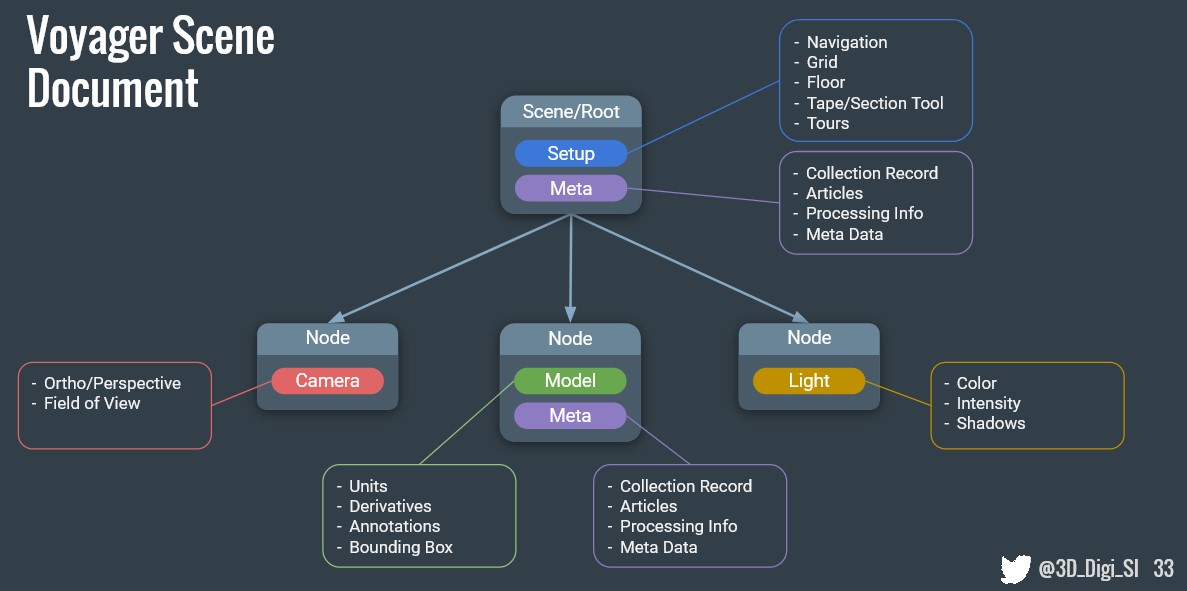 Voyager Scene
Document
- Navigation
- Grid
- Floor
- Tape/Section Tool
- Tours
Scene/Root
Setup
Meta
- Collection Record
- Articles
- Processing Info
- Meta Data
Node
Camera
- Ortho/Perspective
- Field of View
Node
Model
Meta
Node
Light
- Color
- Intensity
- Shadows
- Units
- Derivatives
- Annotations
- Bounding Box
- Collection Record
- Articles
- Processing Info
- Meta Data
@3D_Digi_SI 33